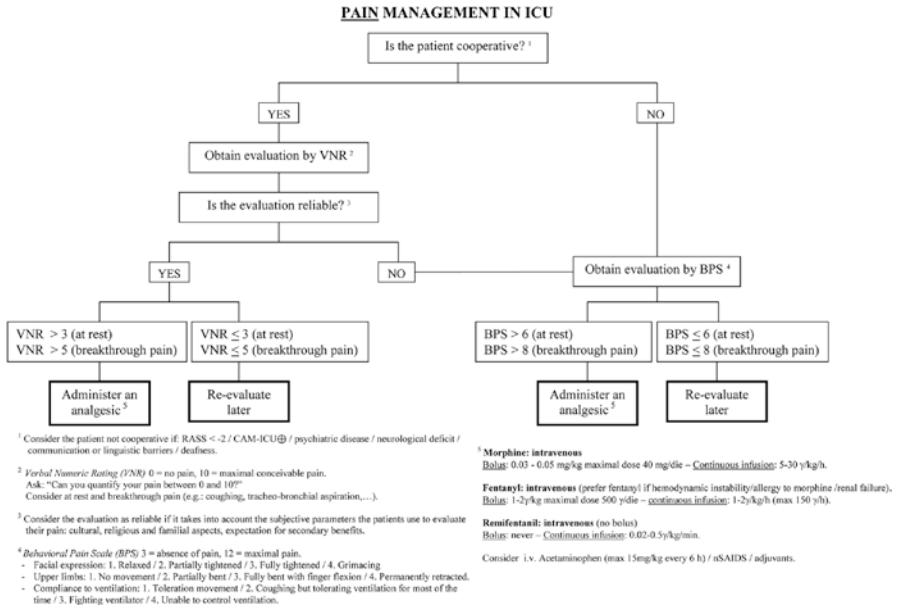 PAIN MANAGEMENT IN ICU
Is the patient cooperative? 1
YES
NO
Obtain evaluation by VNR 2
Is the evaluation reliable? 3
YES
NO
Obtain evaluation by BPS 4
VNR > 3 (at rest)
VNR > 5 (breakthrough pain)
VNR ≤ 3 (at rest)
VNR ≤ 5 (breakthrough pain)
BPS > 6 (at rest)
BPS > 8 (breakthrough pain)
BPS ≤ 6 (at rest)
BPS ≤ 8 (breakthrough pain)
Administer an
analgesic 5
Re-evaluate
later
Administer an
analgesic 5
Re-evaluate
later
1 Consider the patient not cooperative if: RASS < -2 / CAM-ICU⊕ / psychiatric disease / neurological deficit /
communication or linguistic barriers / deafness.
2 Verbal Numeric Rating (VNR) 0 = no pain, 10 = maximal conceivable pain.
Ask: "Can you quantify your pain between 0 and 10?"
Consider at rest and breakthrough pain (e.g.: coughing, tracheo-bronchial aspiration,…).
3 Consider the evaluation as reliable if it takes into account the subjective parameters the patients use to evaluate
their pain: cultural, religious and familial aspects, expectation for secondary benefits.
4 Behavioral Pain Scale (BPS) 3 = absence of pain, 12 = maximal pain.
- Facial expression: 1. Relaxed / 2. Partially tightened / 3. Fully tightened / 4. Grimacing
- Upper limbs: 1. No movement / 2. Partially bent / 3. Fully bent with finger flexion / 4. Permanently retracted.
- Compliance to ventilation: 1. Toleration movement / 2. Coughing but tolerating ventilation for most of the
time / 3. Fighting ventilator / 4. Unable to control ventilation.
5 Morphine: intravenous
Bolus: 0.03 - 0.05 mg/kg maximal dose 40 mg/die – Continuous infusion: 5-30 γ/kg/h.
Fentanyl: intravenous (prefer fentanyl if hemodynamic instability/allergy to morphine /renal failure).
Bolus: 1-2γ/kg maximal dose 500 γ/die – continuous infusion: 1-2γ/kg/h (max 150 γ/h).
Remifentanil: intravenous (no bolus)
Bolus: never – Continuous infusion: 0.02-0.5γ/kg/min.
Consider i.v. Acetaminophen (max 15mg/kg every 6 h) / nSAIDS / adjuvants.